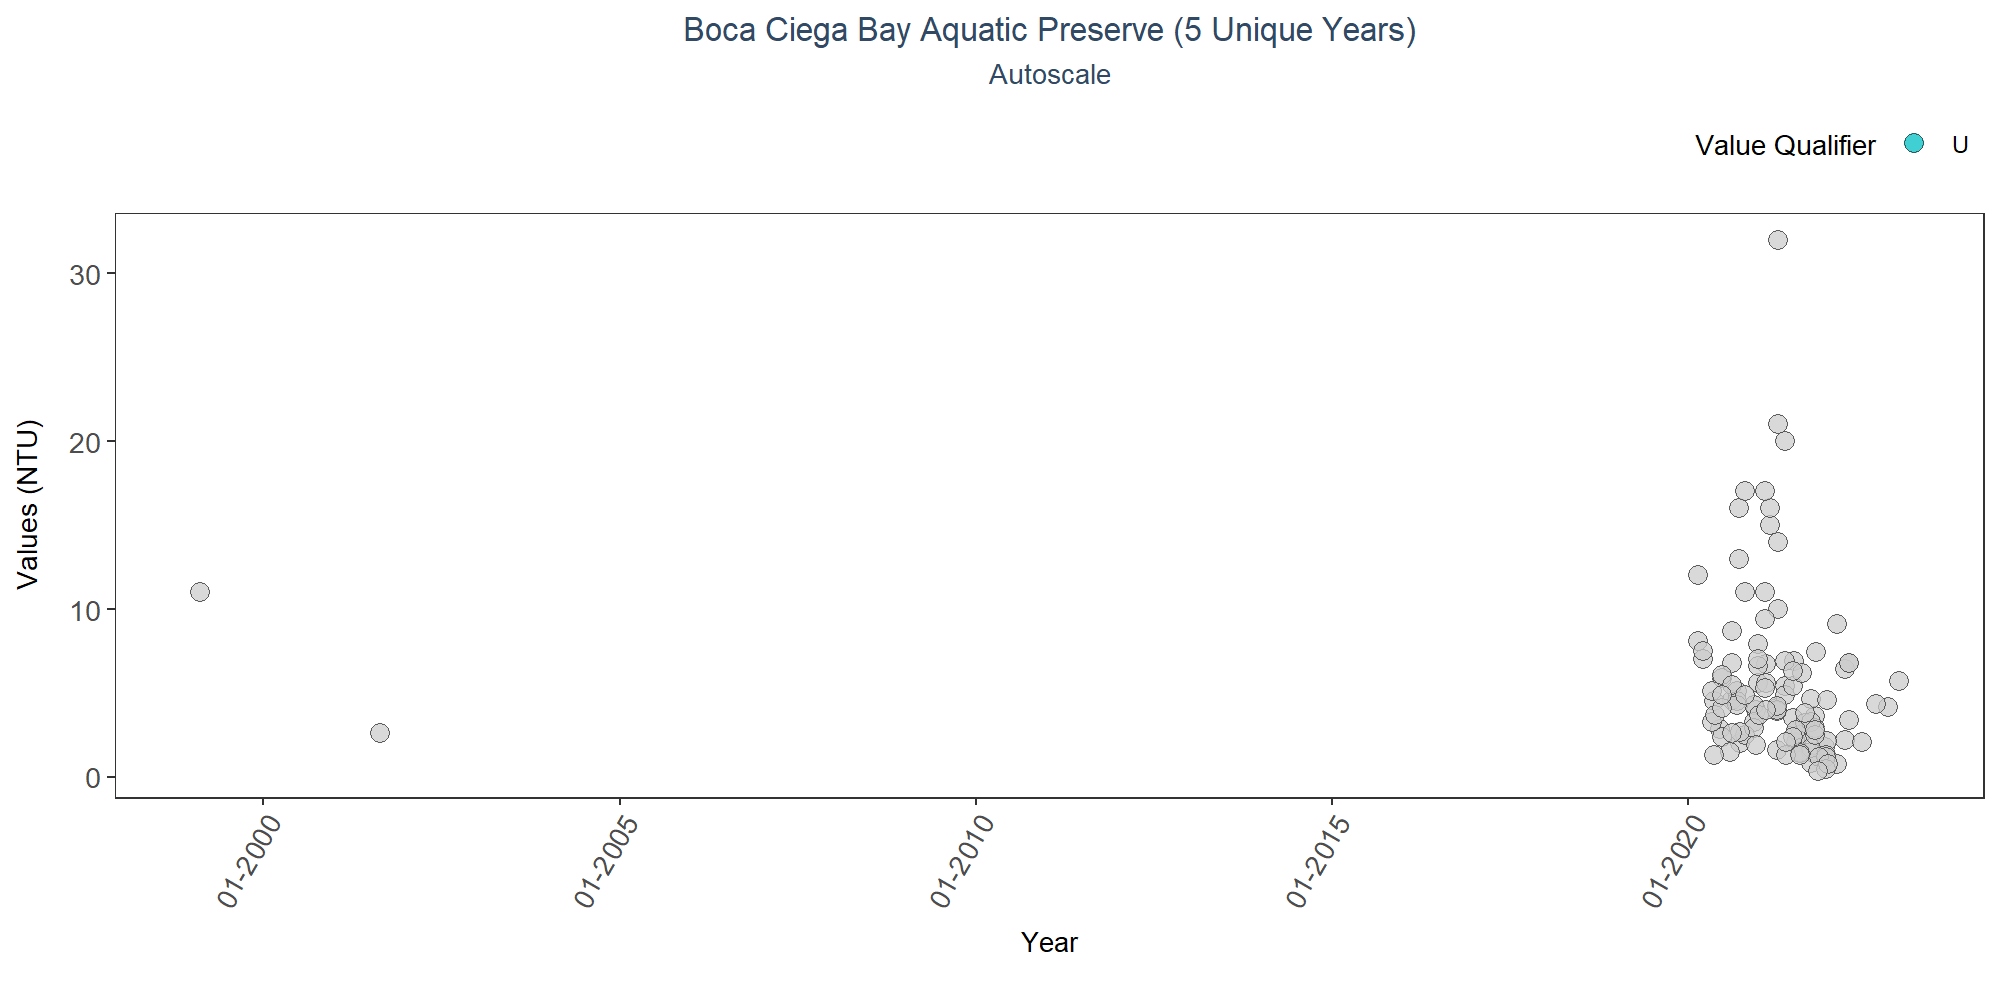 Boca Ciega Bay Aquatic Preserve (5 Unique Years)
Autoscale
Value Qualifier U
Values (NTU)
30
20
10
0
01-2000 01-2005 01-2010 01-2015 01-2020
Year